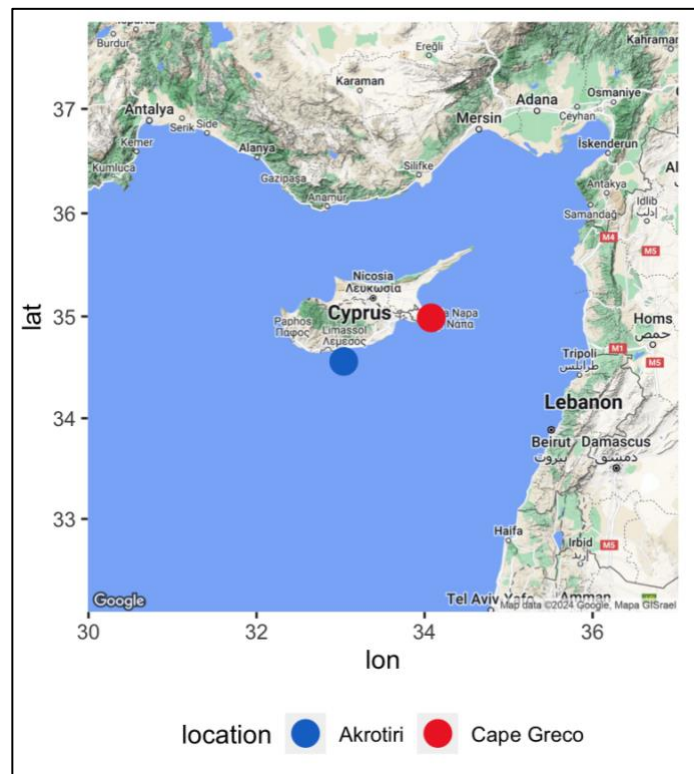 Burdur
Ereğli
Kahraman
Karaman
37
Antalya
Adana
Osmaniye
Serik
Side
Mersin
Ceyhan
Kemer
Alanya
İskenderun
Kumluca
Gazipaşa
Silifke
Antakya
36
Anamur
Samandağ
Idlib
إدلب
M4
M5
Nicosia
Λευκωσία
35
Paphos
Πάφος
Cyprus
Limassol
Λεμεσός
Napa
Νάπα
Homs
حمص
M1
Tripoli
طرابلس
M5
lat
34
Lebanon
Beirut
بيروت
Damascus
دمشق
33
Haifa
Irbid
إربد
M5
Google
Tel Aviv-Yafo
Amman
Map data ©2024 Google, Mapa GISrael
30
32
34
36
lon
location
Akrotiri
Cape Greco